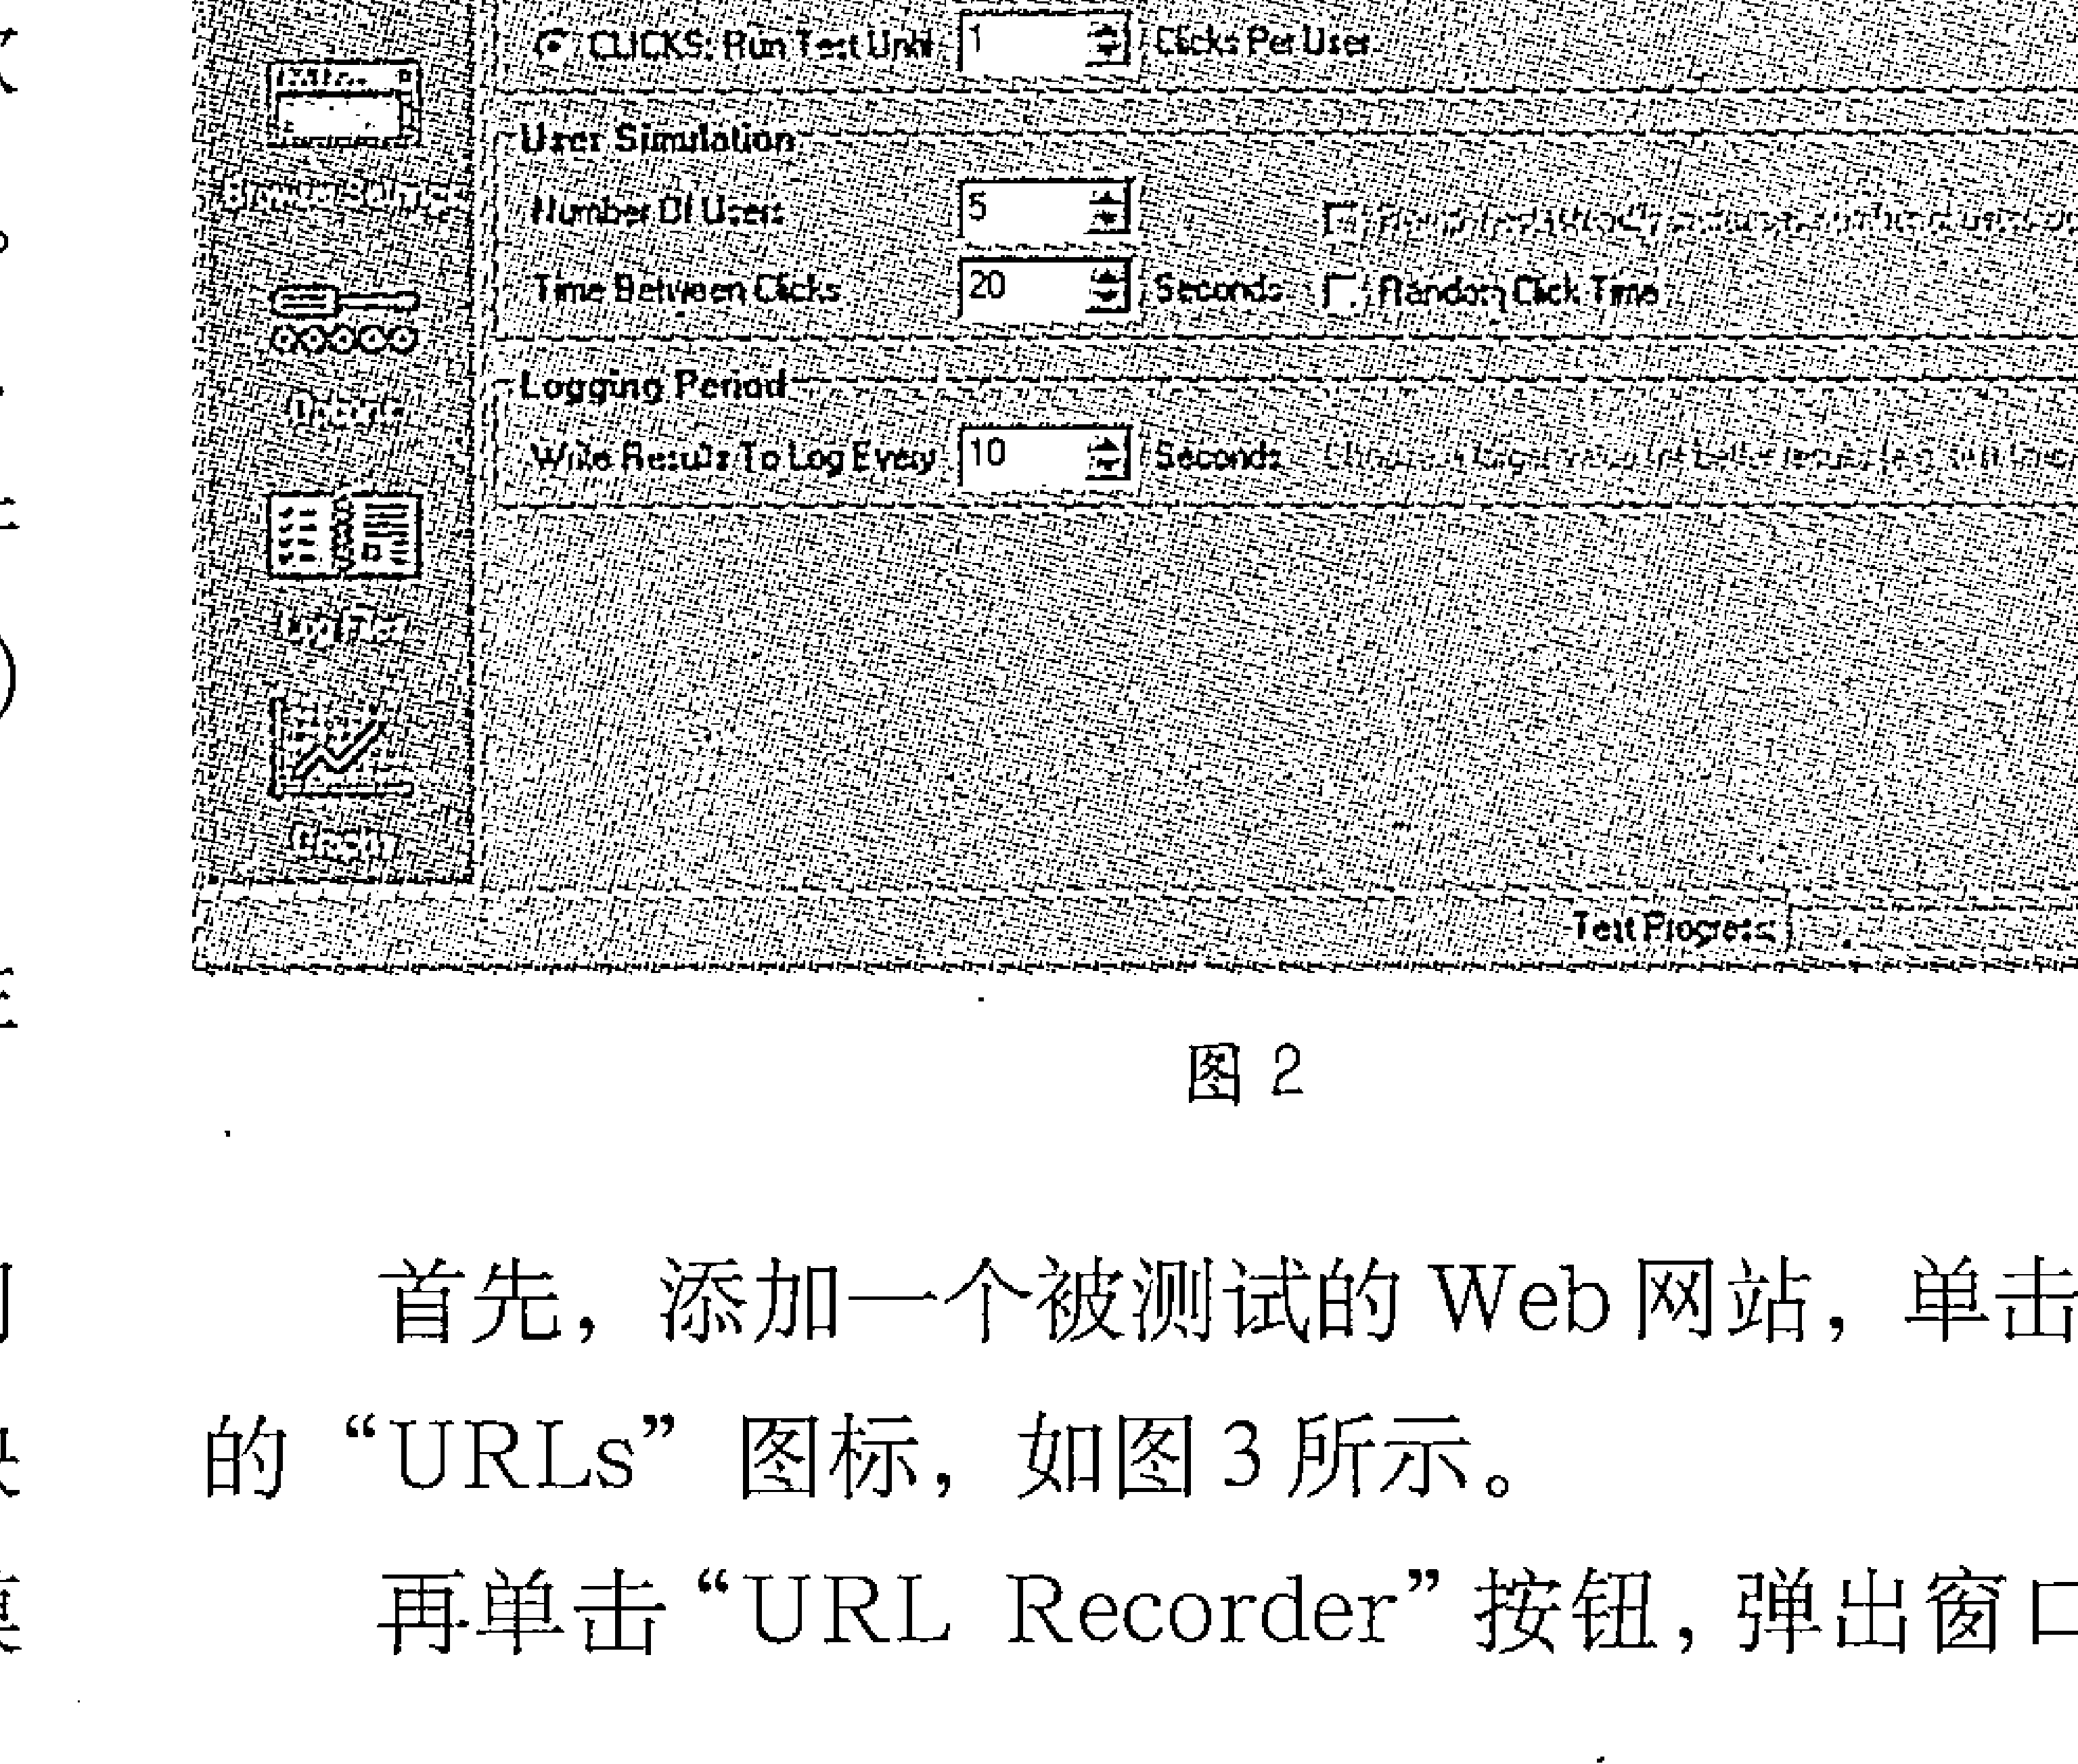 CLICKS: Run Test Until 1 Clicks Per User
User Simulation
Number Of Users 5
Time Between Clicks 20 Seconds Random Click Time
Logging Period
Write Results To Log Every 10 Seconds
Log Files
Graphs
Test Progress
图 2
首先，添加一个被测试的 Web 网站，单击
的 “URLs” 图标，如图 3 所示。
再单击 “URL Recorder” 按钮，弹出窗口